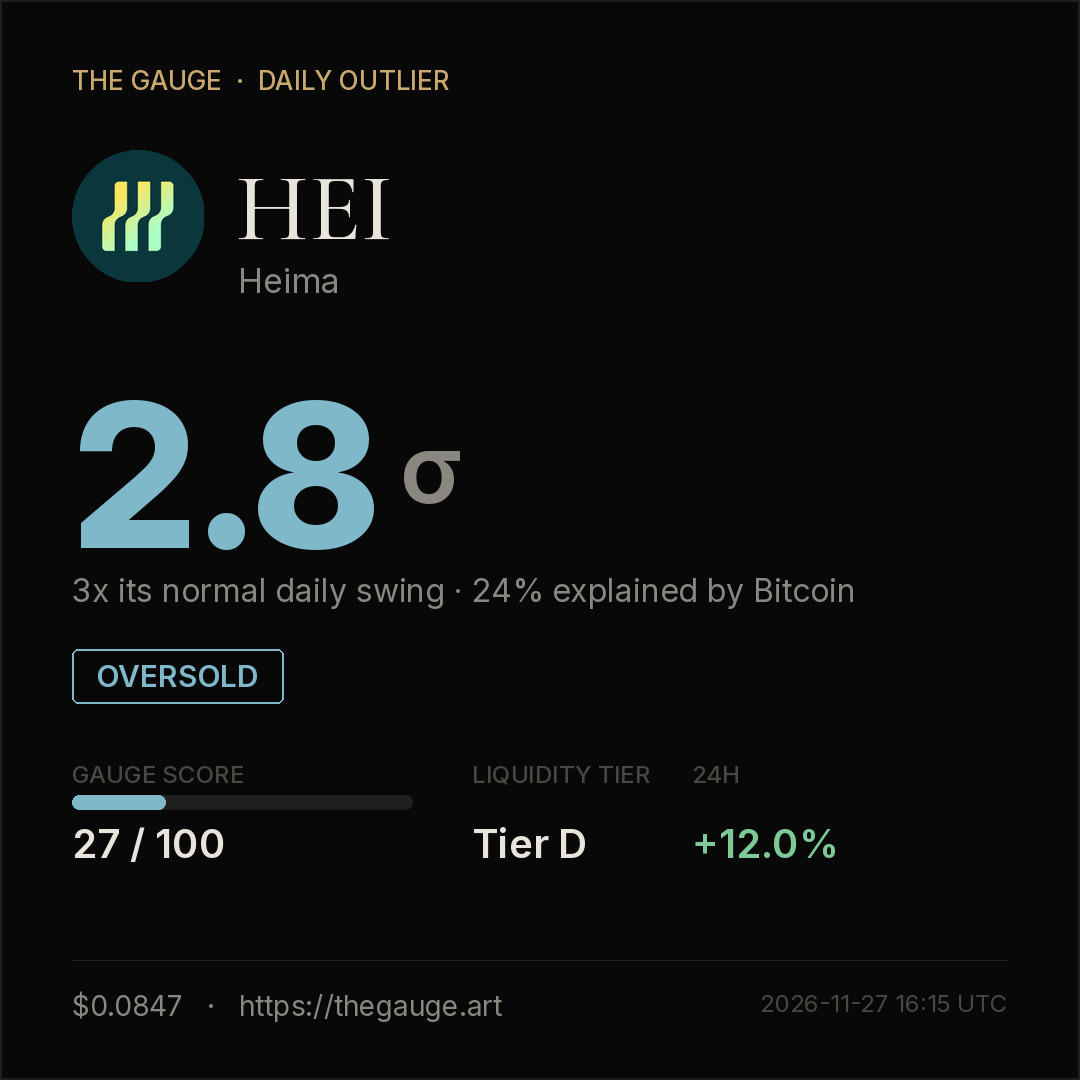 THE GAUGE · DAILY OUTLIER
HEI
Heima
2.8 σ
3x its normal daily swing · 24% explained by Bitcoin
OVERSOLD
GAUGE SCORE
27 / 100
LIQUIDITY TIER
Tier D
24H
+12.0%
$0.0847 · https://thegauge.art
2026-11-27 16:15 UTC